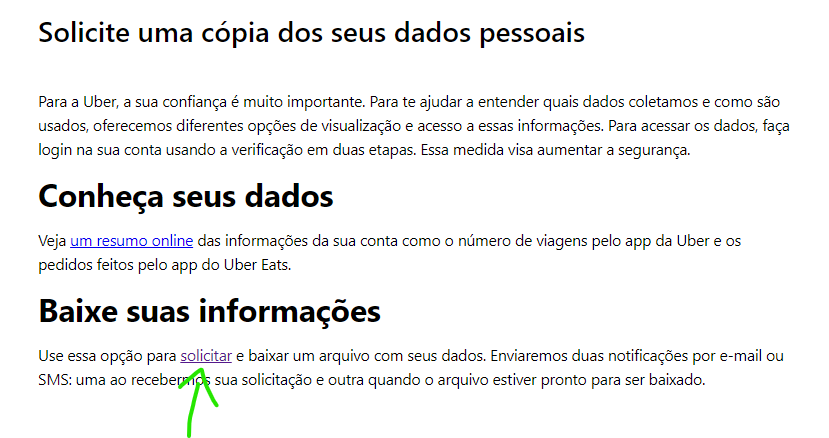 Solicite uma cópia dos seus dados pessoais
Para a Uber, a sua confiança é muito importante. Para te ajudar a entender quais dados coletamos e como são
usados, oferecemos diferentes opções de visualização e acesso a essas informações. Para acessar os dados, faça
login na sua conta usando a verificação em duas etapas. Essa medida visa aumentar a segurança.
Conheça seus dados
Veja um resumo online das informações da sua conta como o número de viagens pelo app da Uber e os
pedidos feitos pelo app do Uber Eats.
Baixe suas informações
Use essa opção para solicitar e baixar um arquivo com seus dados. Enviaremos duas notificações por e-mail ou
SMS: uma ao recebermos sua solicitação e outra quando o arquivo estiver pronto para ser baixado.